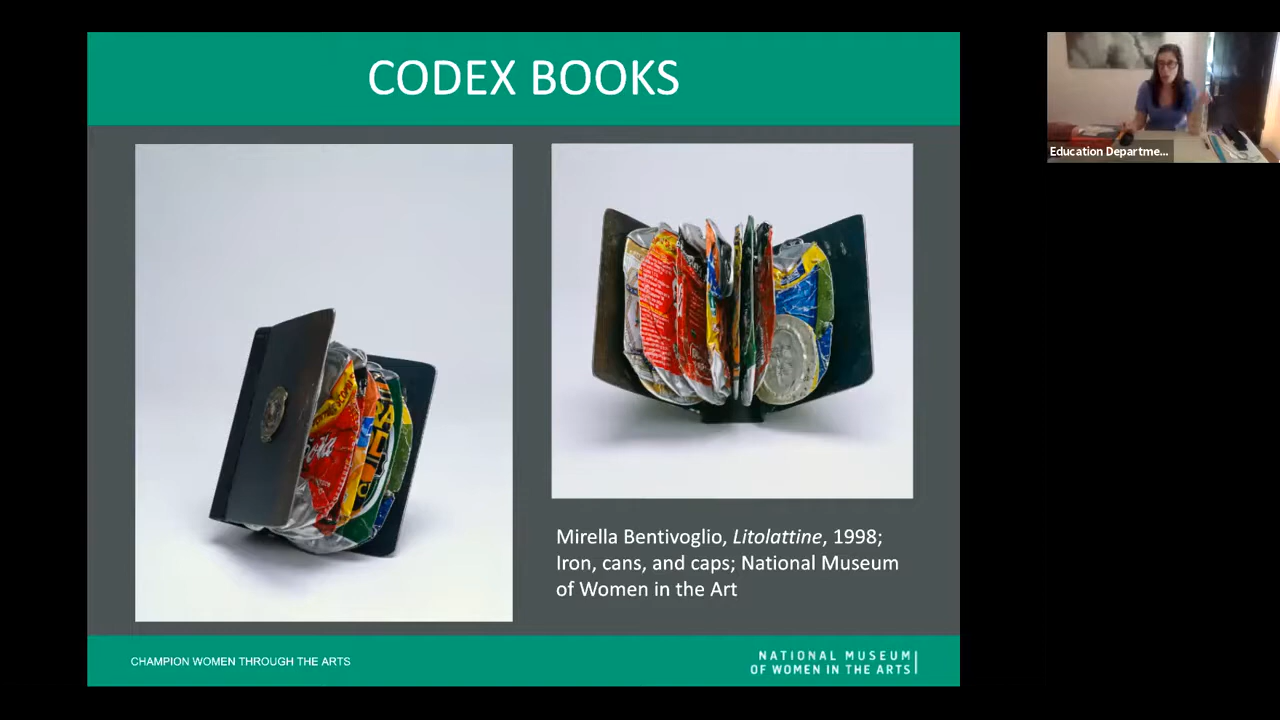 CODEX BOOKS
Education Departme...
Coka
Mirella Bentivoglio, Litolattine, 1998;
Iron, cans, and caps; National Museum
of Women in the Art
CHAMPION WOMEN THROUGH THE ARTS
NATIONAL MUSEUM
OF WOMEN IN THE ARTS